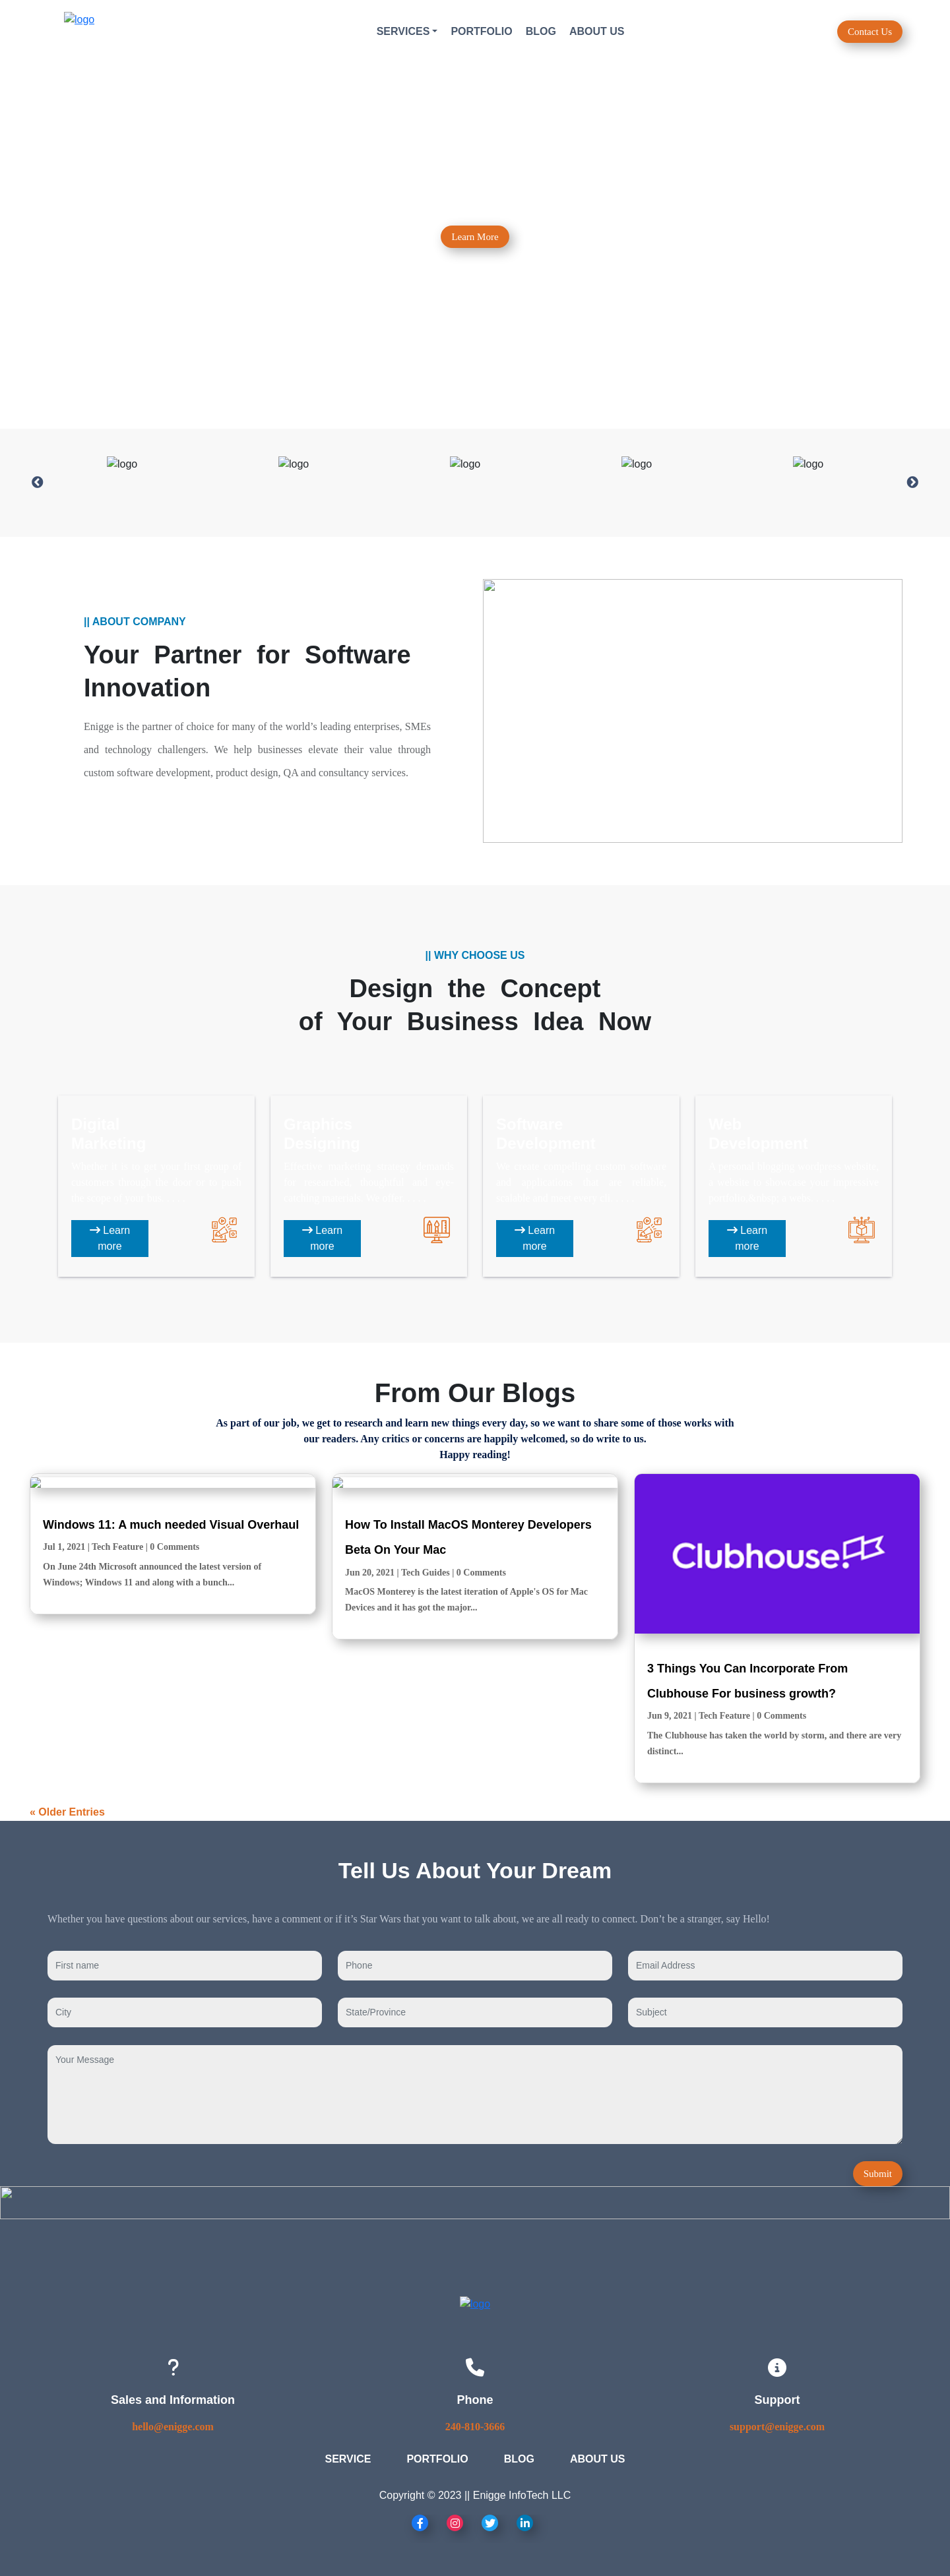 logo
SERVICES
PORTFOLIO
BLOG
ABOUT US
Contact Us
Learn More
logo
logo
logo
logo
logo
|| ABOUT COMPANY
Your Partner for Software
Innovation
Enigge is the partner of choice for many of the world’s leading enterprises, SMEs
and technology challengers. We help businesses elevate their value through
custom software development, product design, QA and consultancy services.
|| WHY CHOOSE US
Design the Concept
of Your Business Idea Now
Digital
Marketing
Learn
more
Graphics
Designing
Learn
more
Software
Development
Learn
more
Web
Development
Learn
more
From Our Blogs
As part of our job, we get to research and learn new things every day, so we want to share some of those works with
our readers. Any critics or concerns are happily welcomed, so do write to us.
Happy reading!
Windows 11: A much needed Visual Overhaul
Jul 1, 2021 | Tech Feature | 0 Comments
On June 24th Microsoft announced the latest version of
Windows; Windows 11 and along with a bunch...
How To Install MacOS Monterey Developers
Beta On Your Mac
Jun 20, 2021 | Tech Guides | 0 Comments
MacOS Monterey is the latest iteration of Apple's OS for Mac
Devices and it has got the major...
Clubhouse
3 Things You Can Incorporate From
Clubhouse For business growth?
Jun 9, 2021 | Tech Feature | 0 Comments
The Clubhouse has taken the world by storm, and there are very
distinct...
« Older Entries
Tell Us About Your Dream
Whether you have questions about our services, have a comment or if it’s Star Wars that you want to talk about, we are all ready to connect. Don’t be a stranger, say Hello!
First name
Phone
Email Address
City
State/Province
Subject
Your Message
Submit
logo
Sales and Information
hello@enigge.com
Phone
240-810-3666
Support
support@enigge.com
SERVICE
PORTFOLIO
BLOG
ABOUT US
Copyright © 2023 || Enigge InfoTech LLC